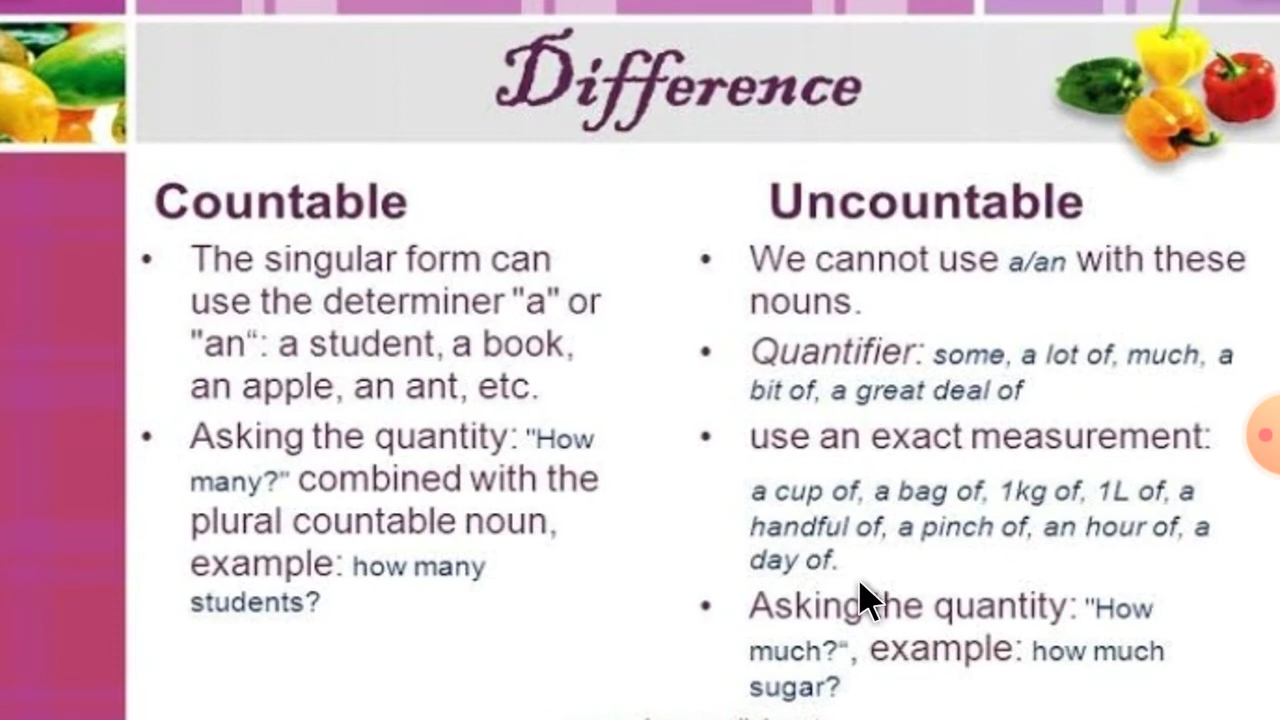 Difference
Countable
• The singular form can
use the determiner "a" or
"an“: a student, a book,
an apple, an ant, etc.
• Asking the quantity: "How
many?" combined with the
plural countable noun,
example: how many
students?
Uncountable
• We cannot use a/an with these
nouns.
• Quantifier: some, a lot of, much, a
bit of, a great deal of
• use an exact measurement:
a cup of, a bag of, 1kg of, 1L of, a
handful of, a pinch of, an hour of, a
day of.
• Asking the quantity: "How
much?“, example: how much
sugar?